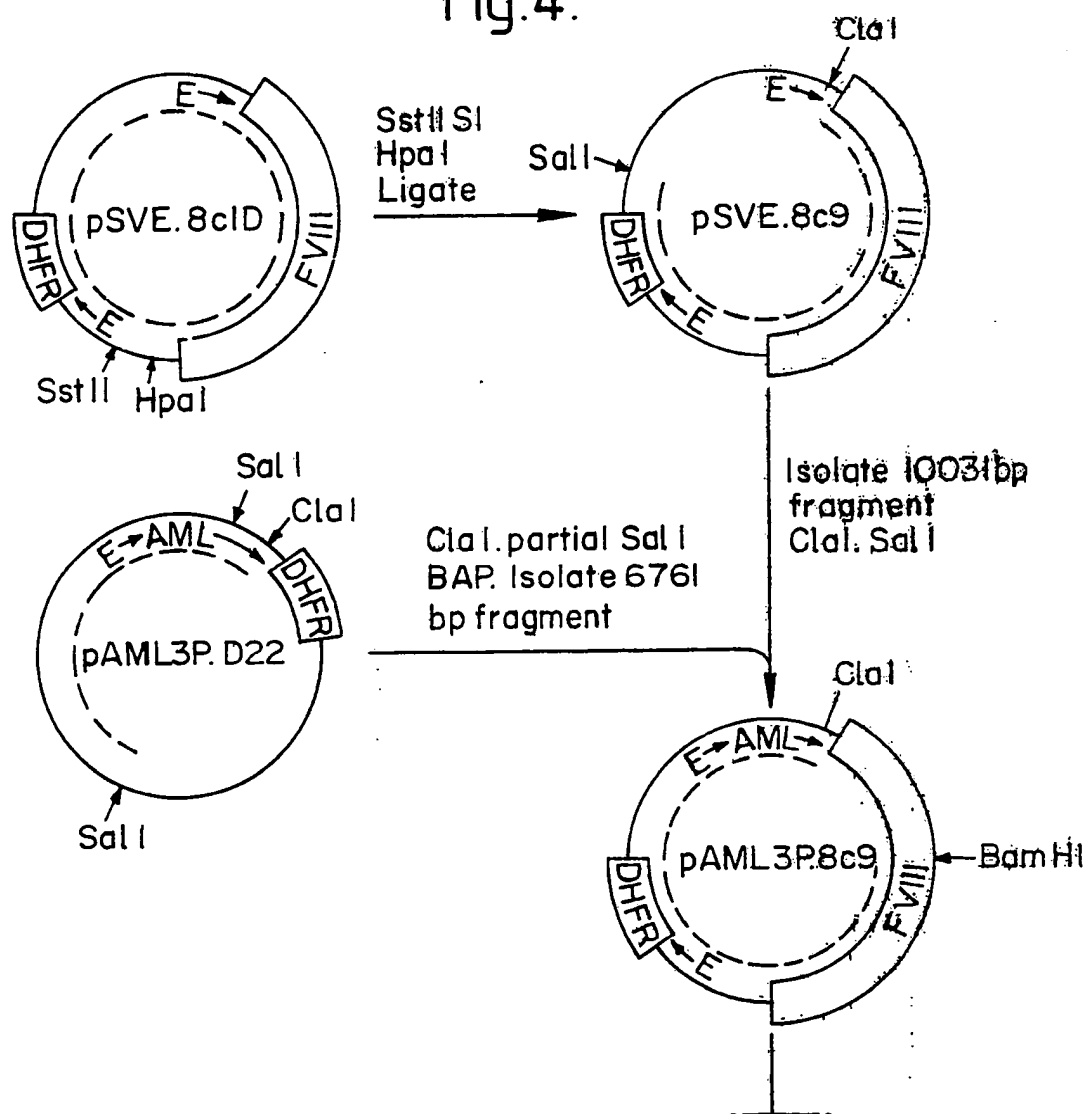 Fig.4.
E
pSVE.8c1D
FVIII
DHFR
E
SstII
HpaI
SstII S1
HpaI
Ligate
ClaI
SalI
E
pSVE.8c9
FVIII
DHFR
E
Isolate 10031bp
fragment
ClaI. SalI
SalI
ClaI
E AML
DHFR
pAML3P. D22
SalI
ClaI. partial SalI
BAP. Isolate 6761
bp fragment
ClaI
E AML
pAML3P.8c9
FVIII
BamHI
DHFR
E